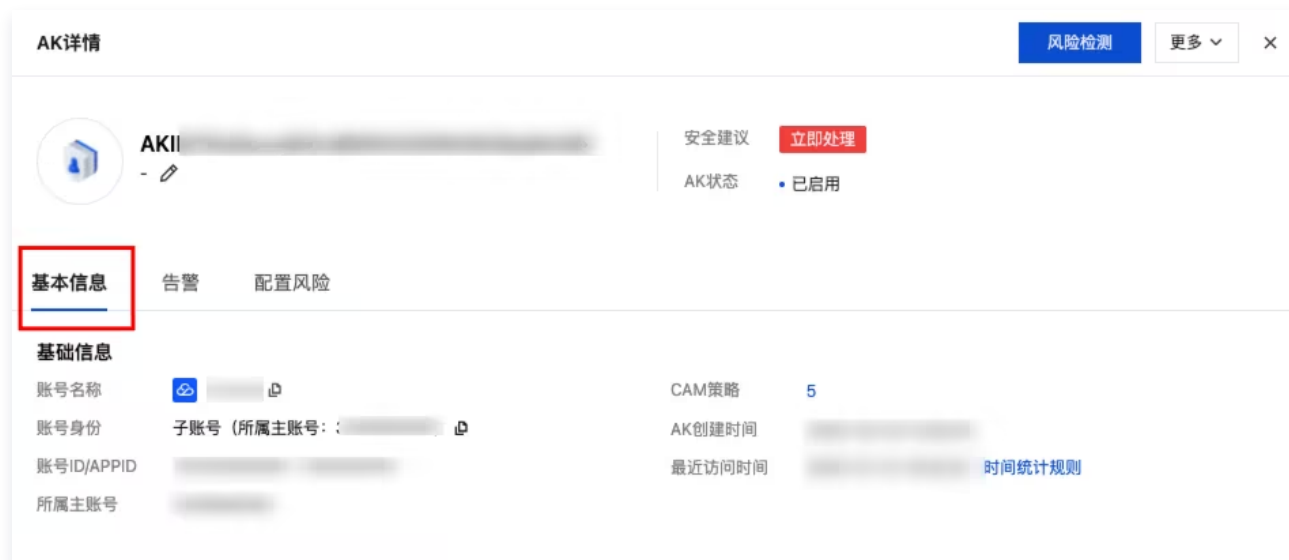 AK详情
风险检测
更多
安全建议 立即处理
-
AK状态 已启用
基本信息 告警 配置风险
基础信息
账号名称
CAM策略 5
账号身份 子账号（所属主账号：
AK创建时间
账号ID/APPID
最近访问时间 时间统计规则
所属主账号